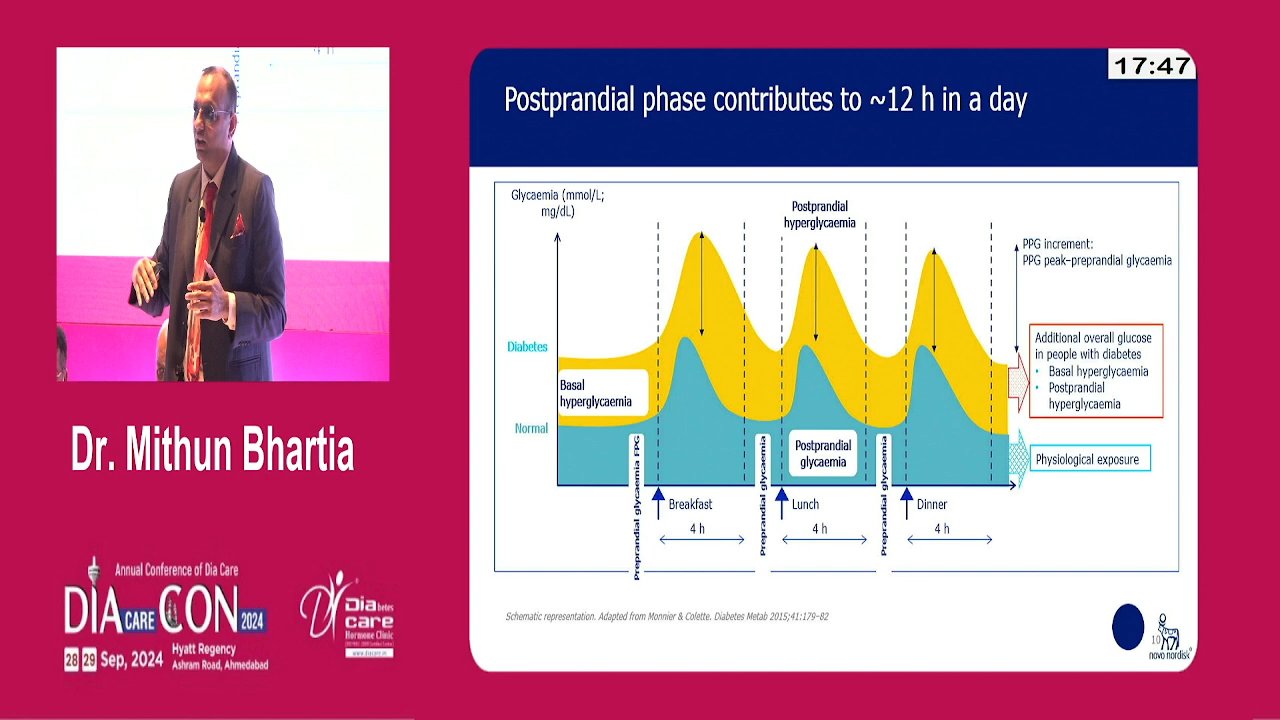 17:47
Postprandial phase contributes to ~12 h in a day
Glycaemia (mmol/L;
mg/dL)
Postprandial
hyperglycaemia
PPG increment:
PPG peak–preprandial glycaemia
Diabetes
Additional overall glucose
in people with diabetes
• Basal hyperglycaemia
• Postprandial
hyperglycaemia
Basal
hyperglycaemia
Normal
Postprandial
glycaemia
Physiological exposure
Preprandial glycaemia FPG
Preprandial glycaemia
Preprandial glycaemia
Breakfast
Lunch
Dinner
4 h
4 h
4 h
Schematic representation. Adapted from Monnier & Colette. Diabetes Metab 2015;41:179–82
10
novo nordisk®
Dr. Mithun Bhartia
Annual Conference of Dia Care
DIA CARE CON 2024
28 29 Sep, 2024
Hyatt Regency
Ashram Road, Ahmedabad
Diabetes
care
Hormone Clinic
www.diacare.in